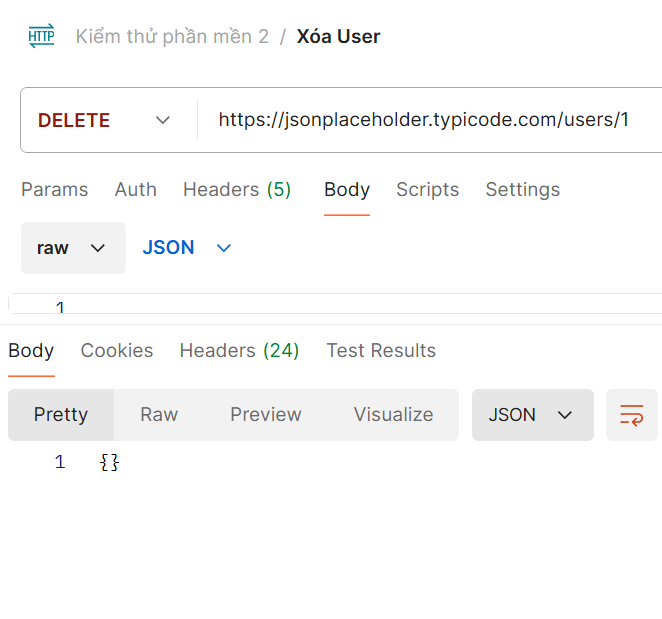 HTTP Kiểm thử phần mền 2 / Xóa User
DELETE https://jsonplaceholder.typicode.com/users/1
Params Auth Headers (5) Body Scripts Settings
raw JSON
1
Body Cookies Headers (24) Test Results
Pretty Raw Preview Visualize JSON
1 {}